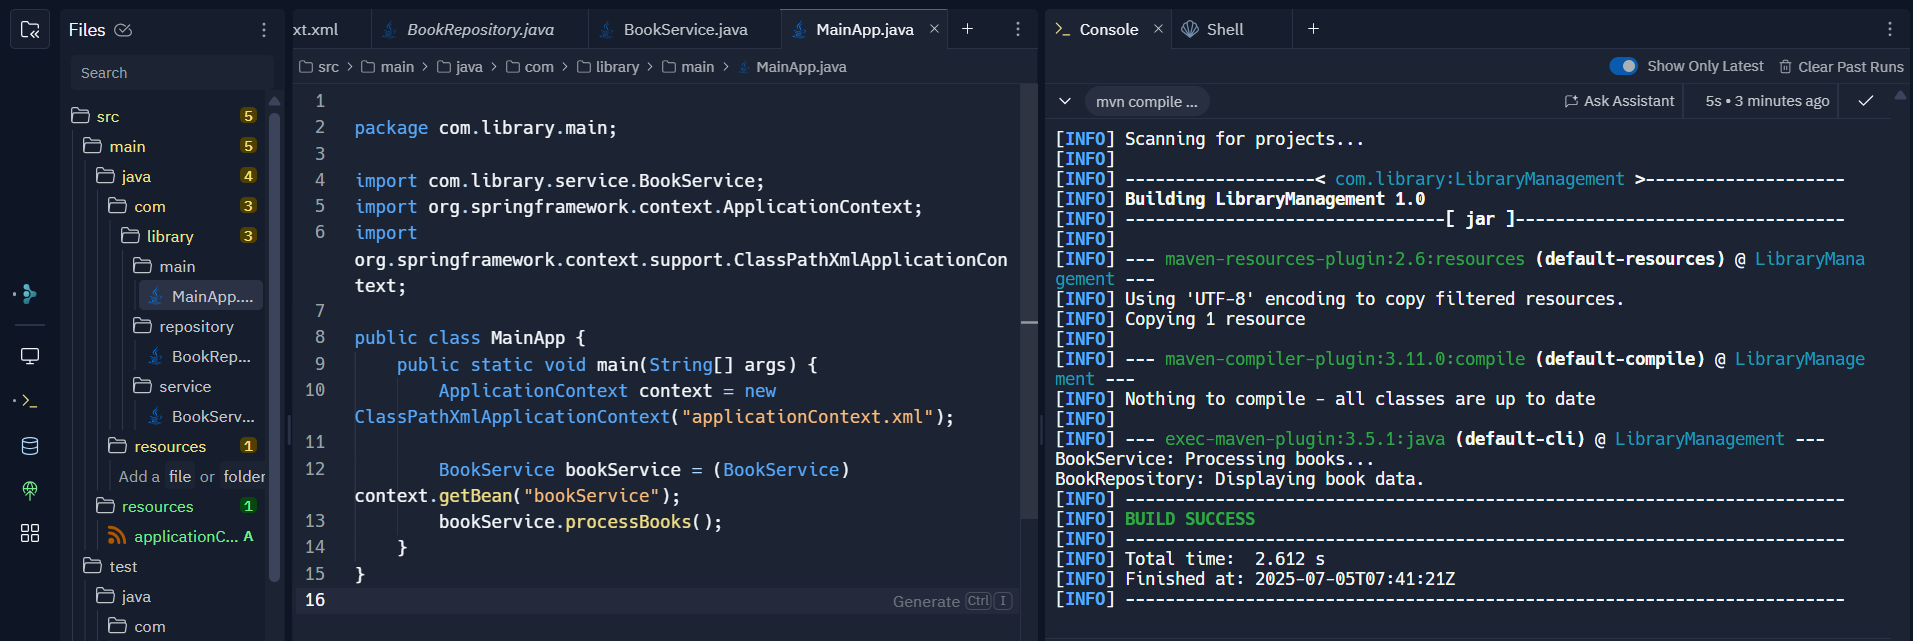 Files
Search
src 5
main 5
java 4
com 3
library 3
main
MainApp....
repository
BookRep...
service
BookServ...
resources 1
Add a file or folder
resources 1
applicationC... A
test
java
com
xt.xml BookRepository.java BookService.java MainApp.java × +
src > main > java > com > library > main > MainApp.java
1
2 package com.library.main;
3
4 import com.library.service.BookService;
5 import org.springframework.context.ApplicationContext;
6 import
org.springframework.context.support.ClassPathXmlApplicationCon
text;
7
8 public class MainApp {
9 public static void main(String[] args) {
10 ApplicationContext context = new
ClassPathXmlApplicationContext("applicationContext.xml");
11
12 BookService bookService = (BookService)
context.getBean("bookService");
13 bookService.processBooks();
14 }
15 }
16
Generate Ctrl I
Console × Shell +
Show Only Latest Clear Past Runs
mvn compile ... Ask Assistant 5s • 3 minutes ago
[INFO] Scanning for projects...
[INFO]
[INFO] -------------------< com.library:LibraryManagement >--------------------
[INFO] Building LibraryManagement 1.0
[INFO] --------------------------------[ jar ]---------------------------------
[INFO]
[INFO] --- maven-resources-plugin:2.6:resources (default-resources) @ LibraryMana
gement ---
[INFO] Using 'UTF-8' encoding to copy filtered resources.
[INFO] Copying 1 resource
[INFO]
[INFO] --- maven-compiler-plugin:3.11.0:compile (default-compile) @ LibraryManage
ment ---
[INFO] Nothing to compile - all classes are up to date
[INFO]
[INFO] --- exec-maven-plugin:3.5.1:java (default-cli) @ LibraryManagement ---
BookService: Processing books...
BookRepository: Displaying book data.
[INFO] ------------------------------------------------------------------------
[INFO] BUILD SUCCESS
[INFO] ------------------------------------------------------------------------
[INFO] Total time:  2.612 s
[INFO] Finished at: 2025-07-05T07:41:21Z
[INFO] ------------------------------------------------------------------------